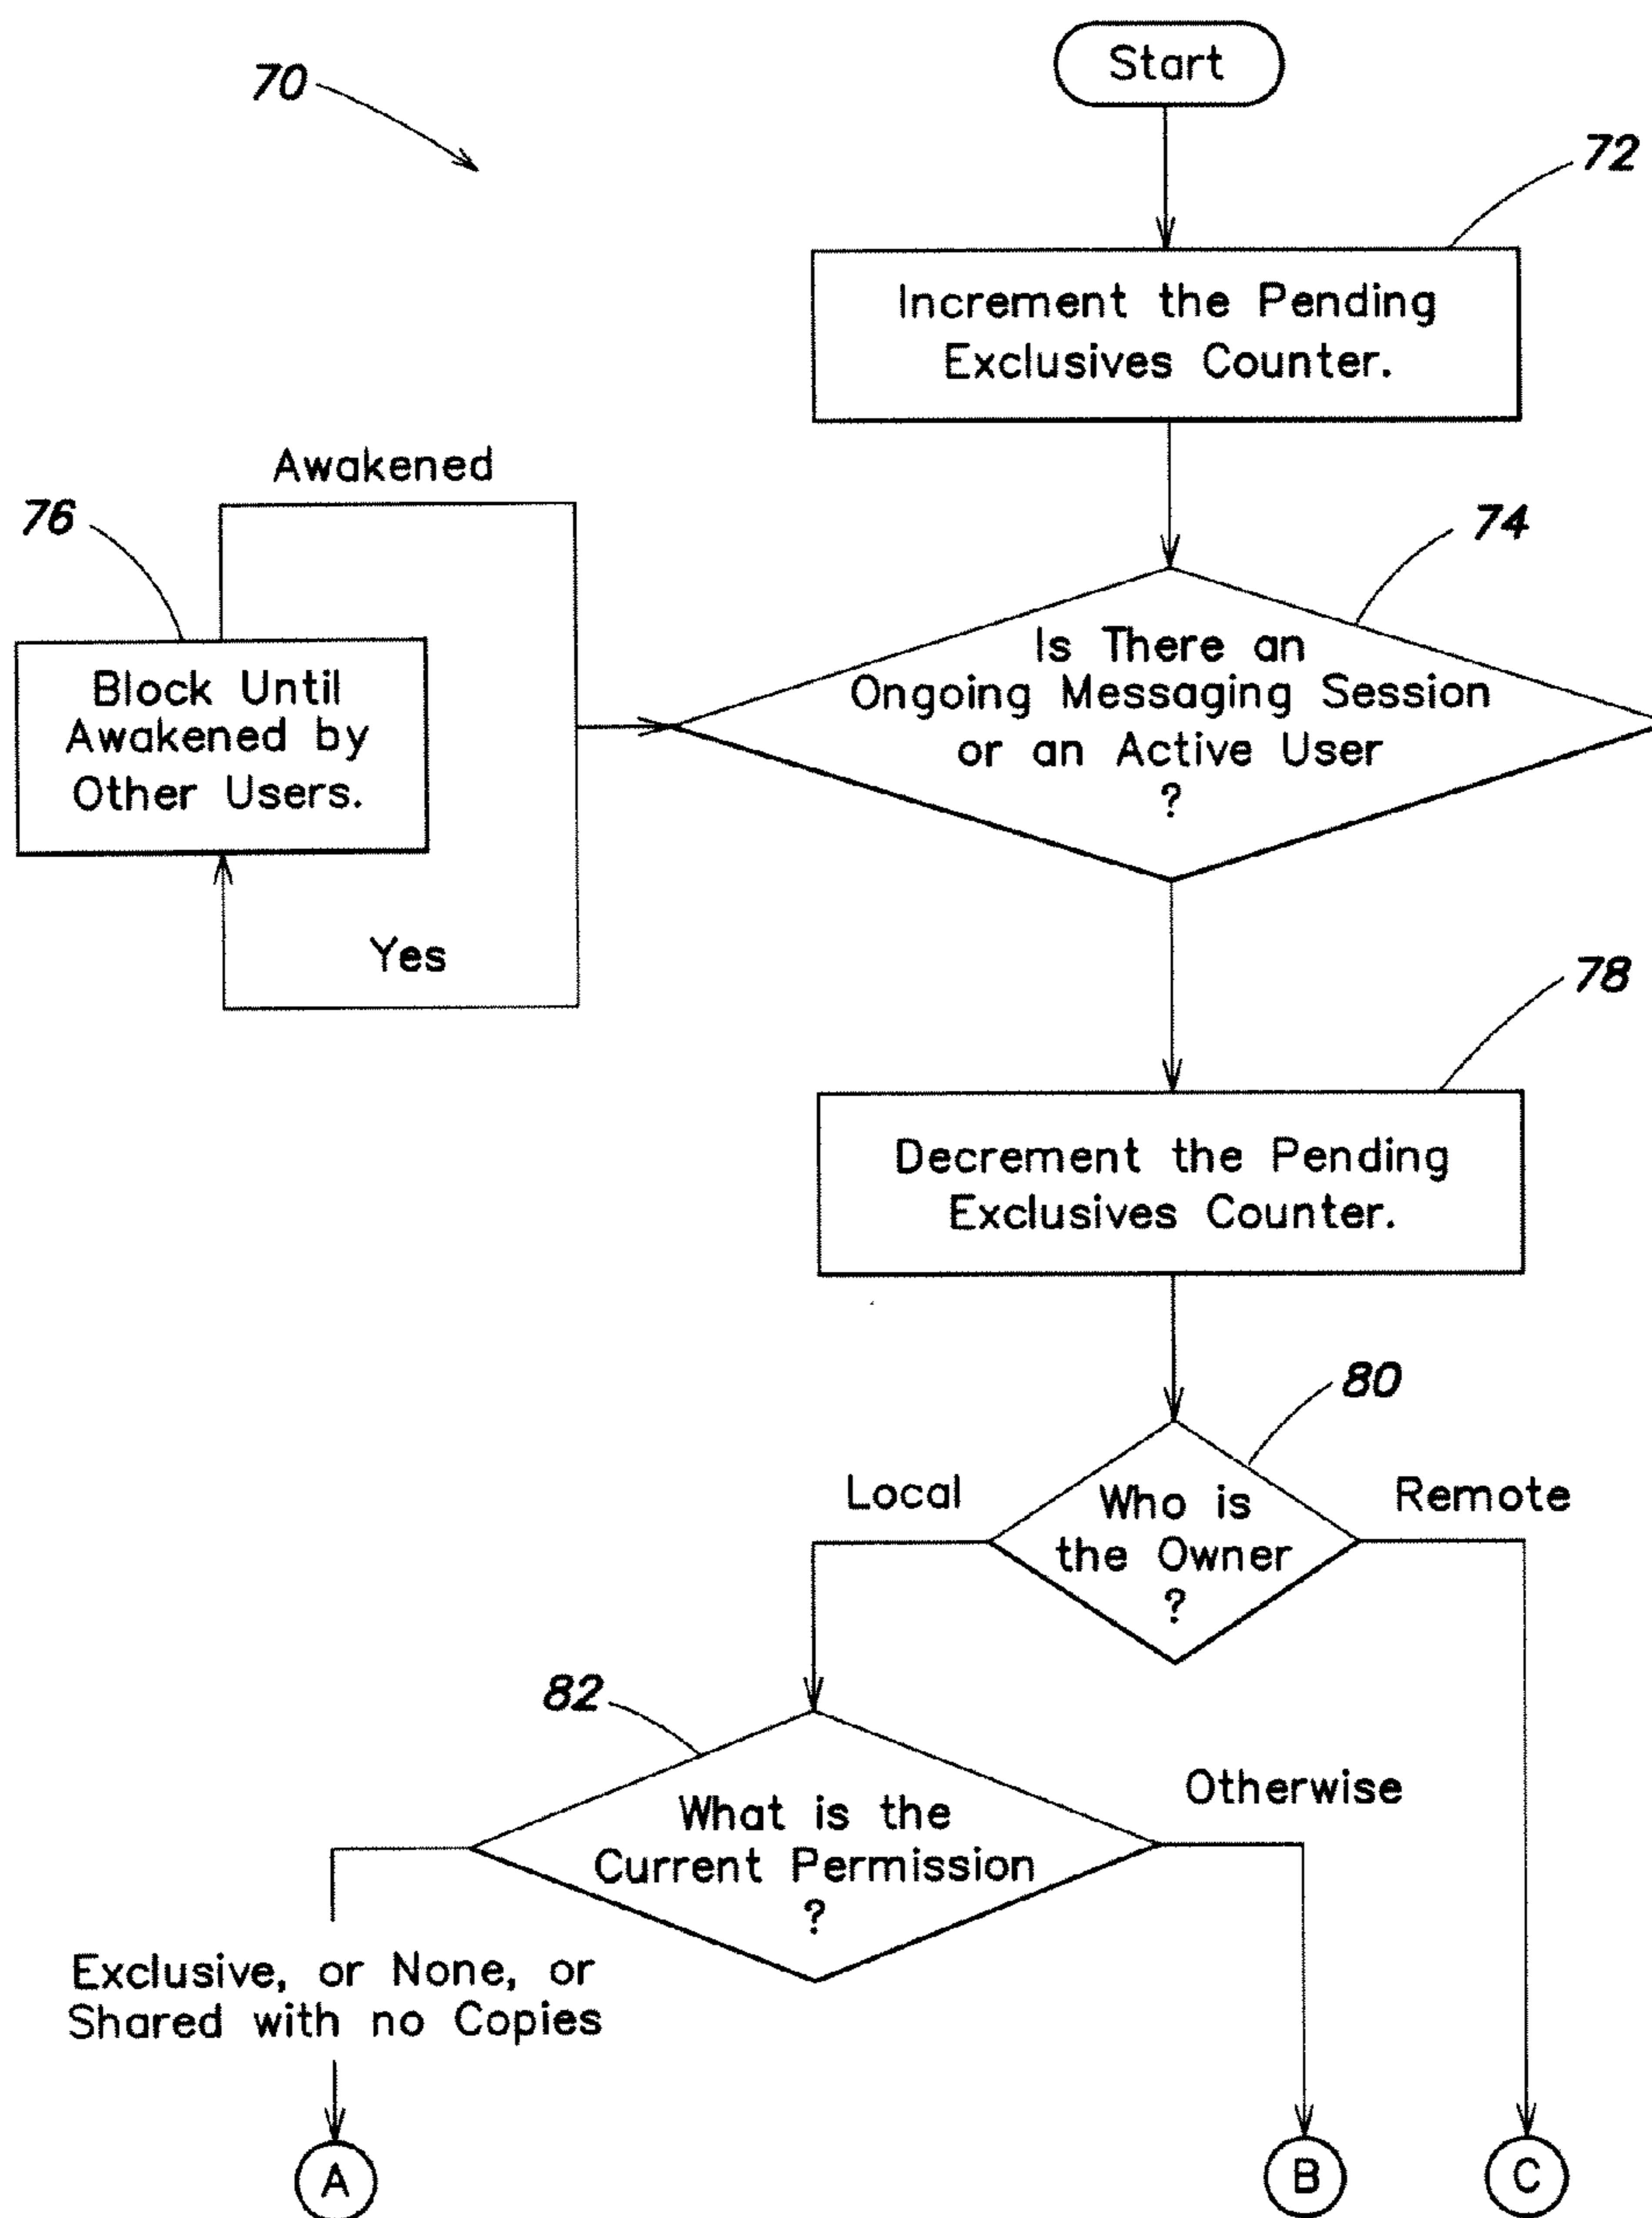 Start
70
72
Increment the Pending
Exclusives Counter.
Awakened
76
74
Block Until
Awakened by
Other Users.
Is There an
Ongoing Messaging Session
or an Active User
?
Yes
78
Decrement the Pending
Exclusives Counter.
80
Local
Who is
the Owner
?
Remote
82
What is the
Current Permission
?
Otherwise
Exclusive, or None, or
Shared with no Copies
A
B
C